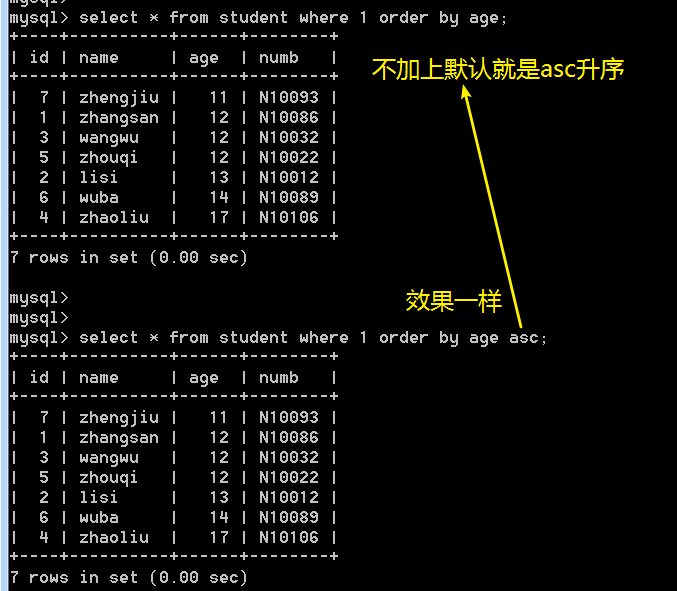 mysql>
mysql> select * from student where 1 order by age;
+----+-----------+------+--------+
| id | name      | age  | numb   |
+----+-----------+------+--------+
|  7 | zhengjiu  |   11 | N10093 |
|  1 | zhangsan  |   12 | N10086 |
|  3 | wangwu    |   12 | N10032 |
|  5 | zhouqi    |   12 | N10022 |
|  2 | lisi      |   13 | N10012 |
|  6 | wuba      |   14 | N10089 |
|  4 | zhaoliu   |   17 | N10106 |
+----+-----------+------+--------+
7 rows in set (0.00 sec)
不加上默认就是asc升序
mysql>
mysql>
效果一样
mysql> select * from student where 1 order by age asc;
+----+-----------+------+--------+
| id | name      | age  | numb   |
+----+-----------+------+--------+
|  7 | zhengjiu  |   11 | N10093 |
|  1 | zhangsan  |   12 | N10086 |
|  3 | wangwu    |   12 | N10032 |
|  5 | zhouqi    |   12 | N10022 |
|  2 | lisi      |   13 | N10012 |
|  6 | wuba      |   14 | N10089 |
|  4 | zhaoliu   |   17 | N10106 |
+----+-----------+------+--------+
7 rows in set (0.00 sec)